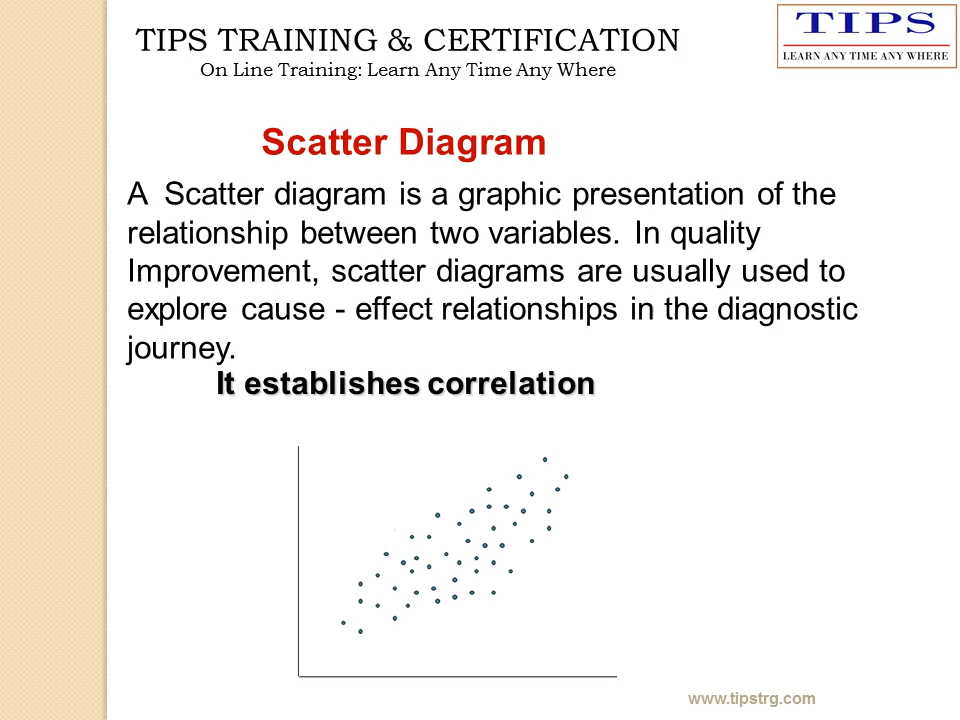 TIPS TRAINING & CERTIFICATION
On Line Training: Learn Any Time Any Where
TIPS
LEARN ANY TIME ANY WHERE
Scatter Diagram
A Scatter diagram is a graphic presentation of the
relationship between two variables. In quality
Improvement, scatter diagrams are usually used to
explore cause - effect relationships in the diagnostic
journey.
It establishes correlation
www.tipstrg.com